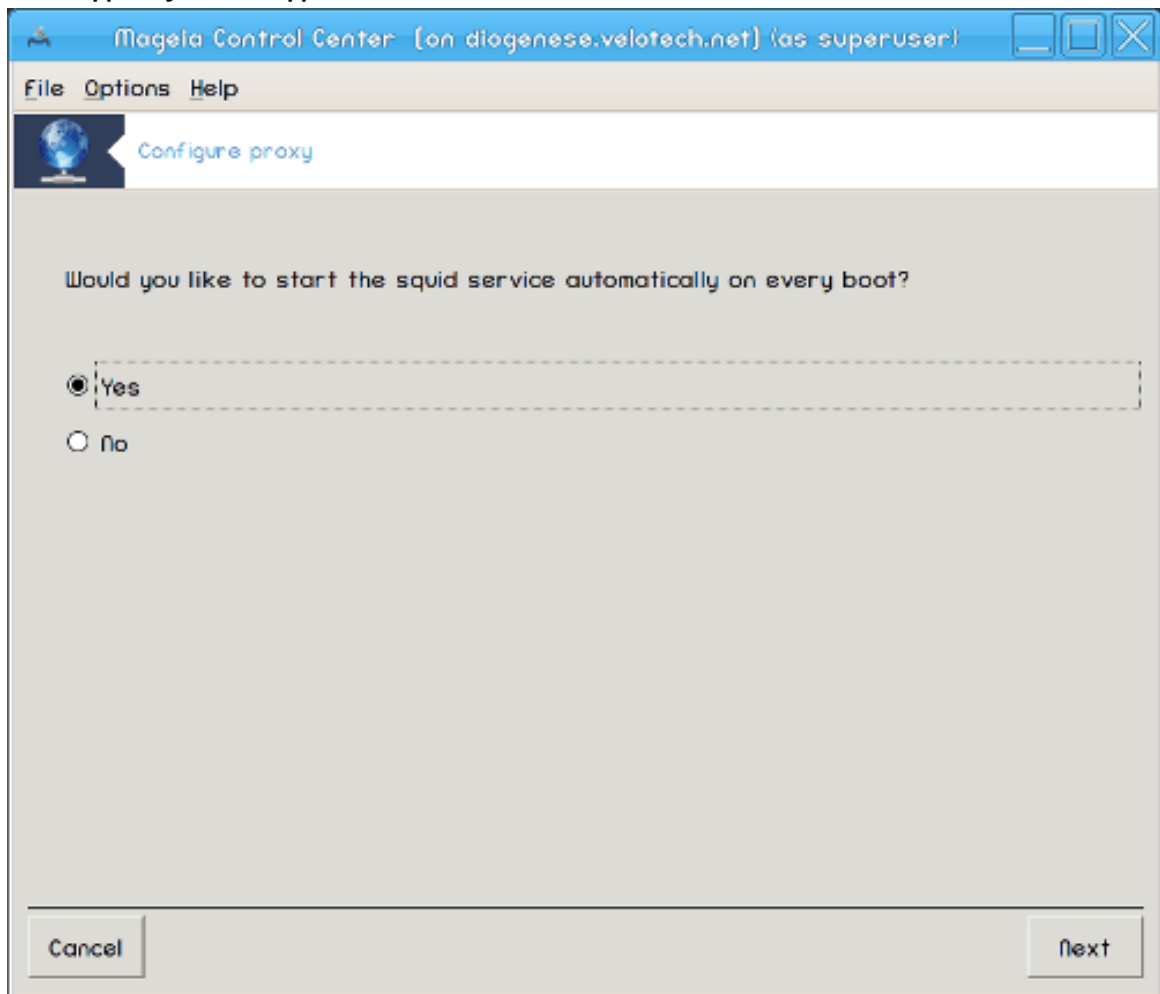 Mageia Control Center [on diogenese.velotech.net] (as superuser)
File Options Help
Configure proxy
Would you like to start the squid service automatically on every boot?
Yes
No
Cancel
Next